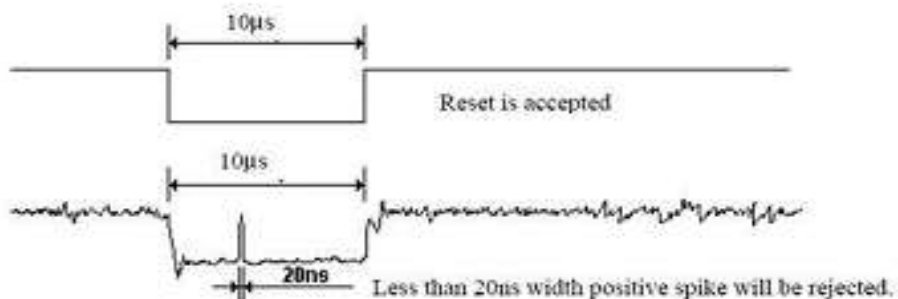 10µs
Reset is accepted
10µs
20ns
Less than 20ns width positive spike will be rejected.